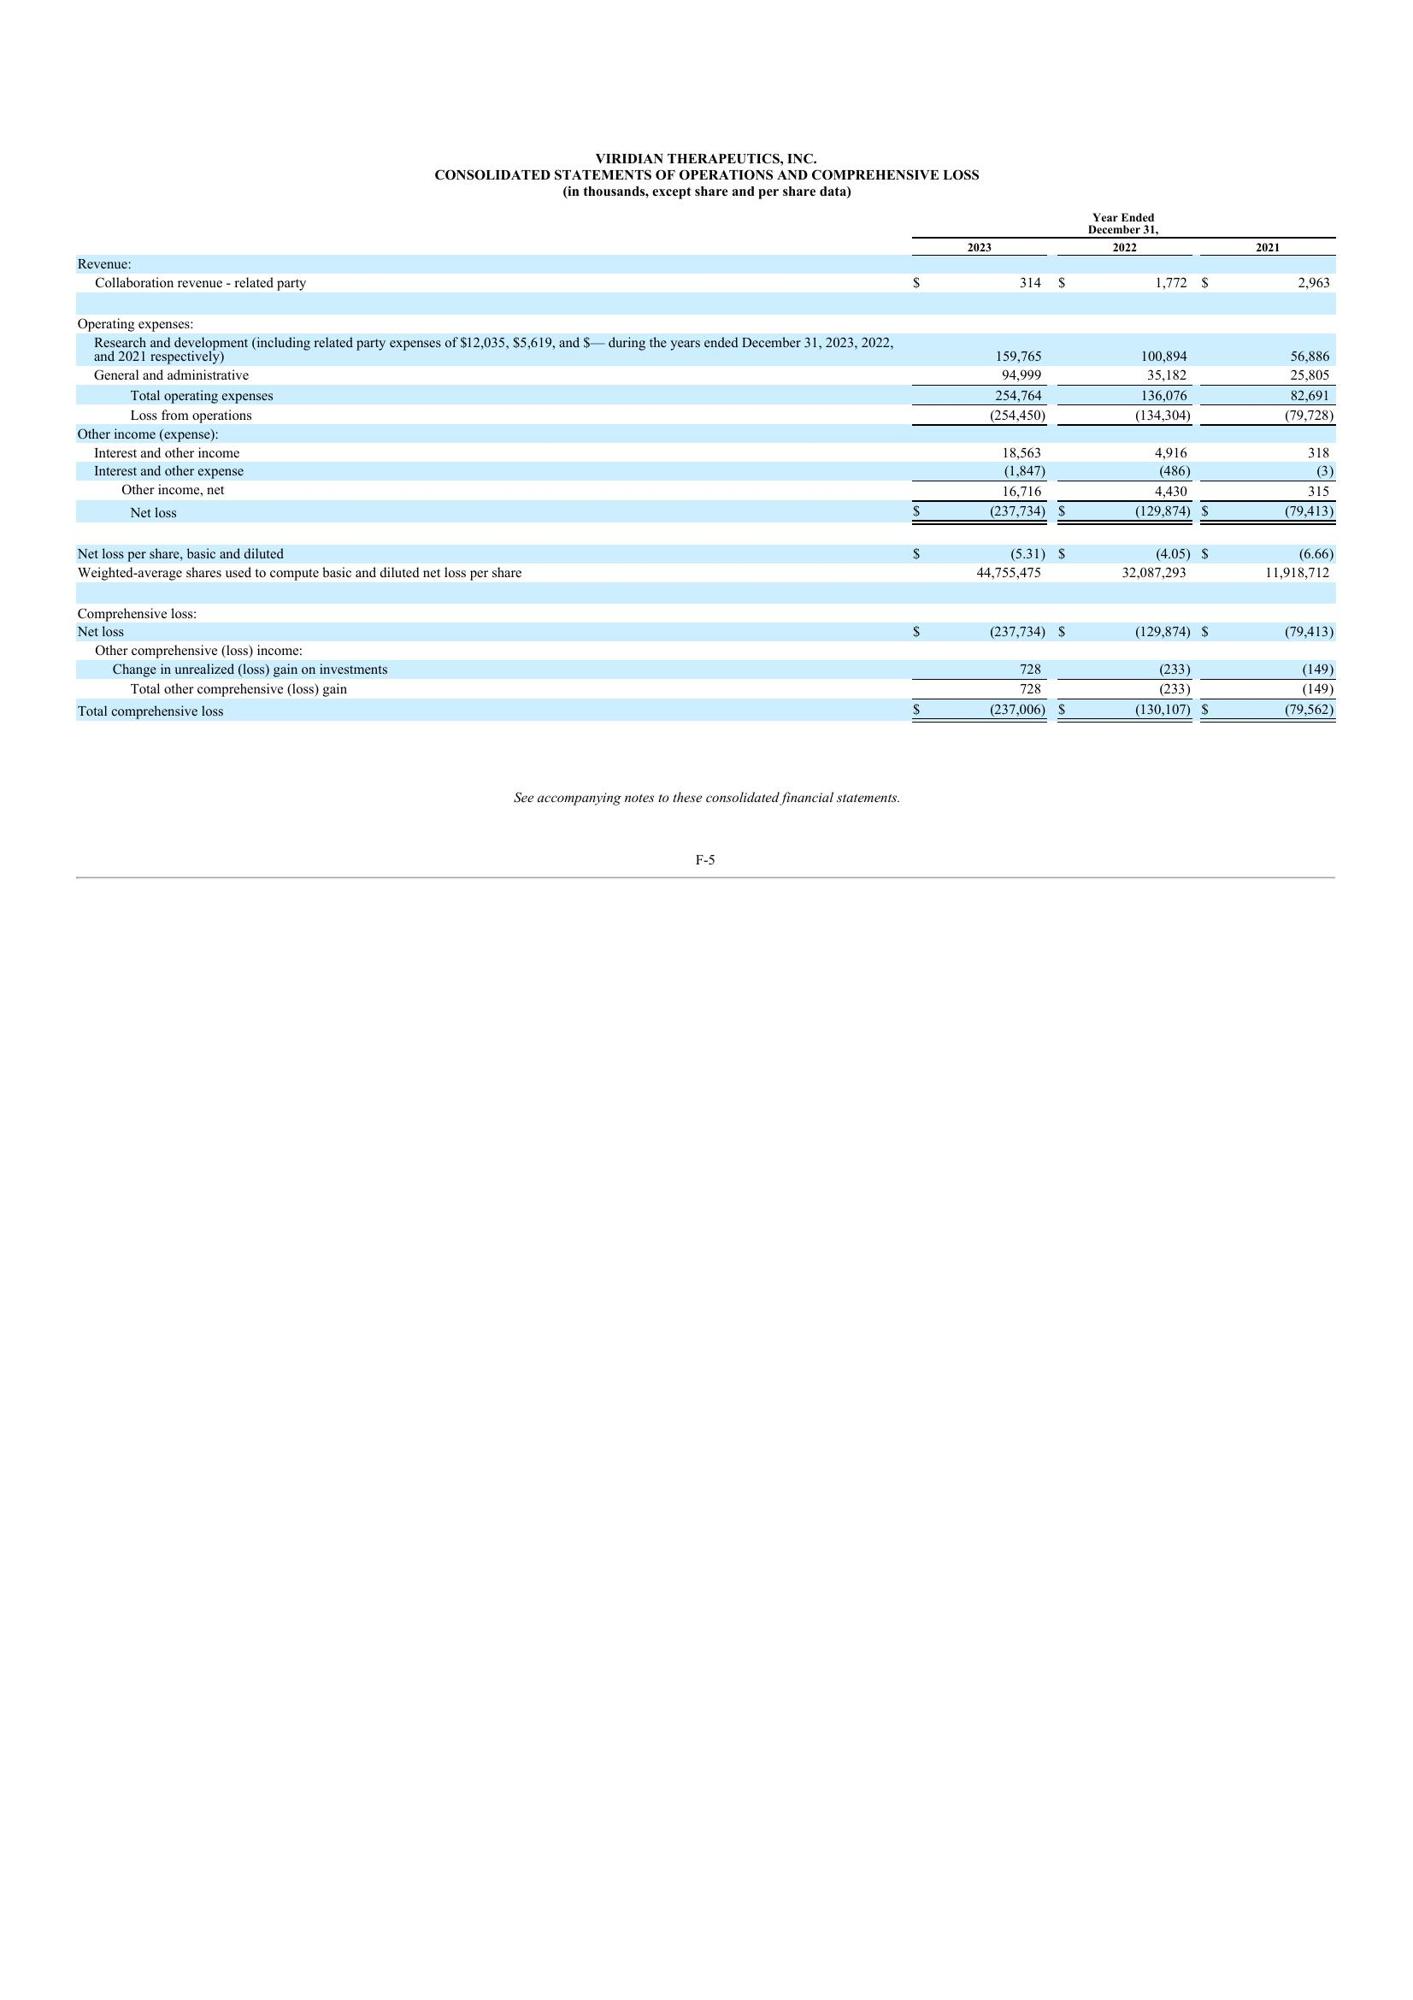 VIRIDIAN THERAPEUTICS, INC.
CONSOLIDATED STATEMENTS OF OPERATIONS AND COMPREHENSIVE LOSS
(in thousands, except share and per share data)
Year Ended
December 31,
2023 2022 2021
Revenue:
Collaboration revenue - related party $ 314 $ 1,772 $ 2,963
Operating expenses:
Research and development (including related party expenses of $12,035, $5,619, and $— during the years ended December 31, 2023, 2022,
and 2021 respectively) 159,765 100,894 56,886
General and administrative 94,999 35,182 25,805
Total operating expenses 254,764 136,076 82,691
Loss from operations (254,450) (134,304) (79,728)
Other income (expense):
Interest and other income 18,563 4,916 318
Interest and other expense (1,847) (486) (3)
Other income, net 16,716 4,430 315
Net loss $ (237,734) $ (129,874) $ (79,413)
Net loss per share, basic and diluted $ (5.31) $ (4.05) $ (6.66)
Weighted-average shares used to compute basic and diluted net loss per share 44,755,475 32,087,293 11,918,712
Comprehensive loss:
Net loss $ (237,734) $ (129,874) $ (79,413)
Other comprehensive (loss) income:
Change in unrealized (loss) gain on investments 728 (233) (149)
Total other comprehensive (loss) gain 728 (233) (149)
Total comprehensive loss $ (237,006) $ (130,107) $ (79,562)
See accompanying notes to these consolidated financial statements.
F-5